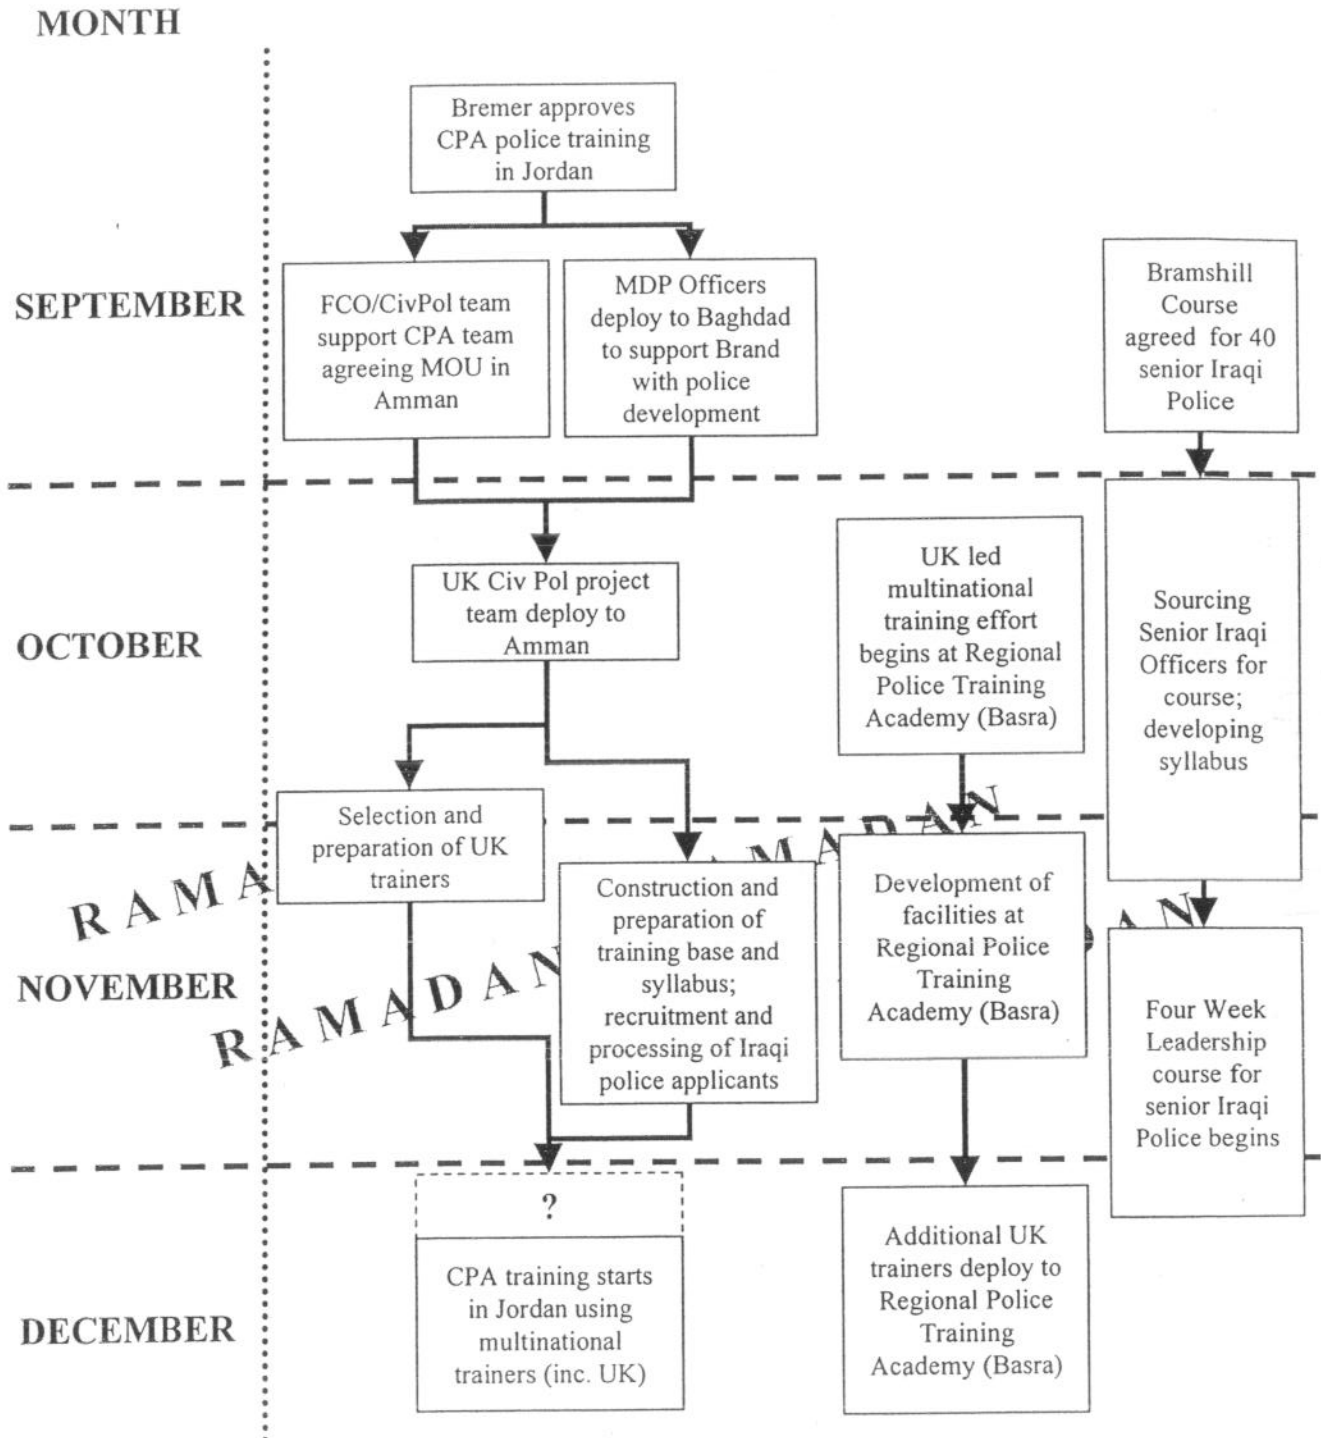 MONTH
Bremer approves
CPA police training
in Jordan
SEPTEMBER
FCO/CivPol team
support CPA team
agreeing MOU in
Amman
MDP Officers
deploy to Baghdad
to support Brand
with police
development
Bramshill
Course
agreed for 40
senior Iraqi
Police
OCTOBER
UK Civ Pol project
team deploy to
Amman
UK led
multinational
training effort
begins at Regional
Police Training
Academy (Basra)
Sourcing
Senior Iraqi
Officers for
course;
developing
syllabus
Selection and
preparation of UK
trainers
RAMA
AMADAN
NOVEMBER
RAMADAN
AN
Construction and
preparation of
training base and
syllabus;
recruitment and
processing of Iraqi
police applicants
Development of
facilities at
Regional Police
Training
Academy (Basra)
Four Week
Leadership
course for
senior Iraqi
Police begins
DECEMBER
?
CPA training starts
in Jordan using
multinational
trainers (inc. UK)
Additional UK
trainers deploy to
Regional Police
Training
Academy (Basra)